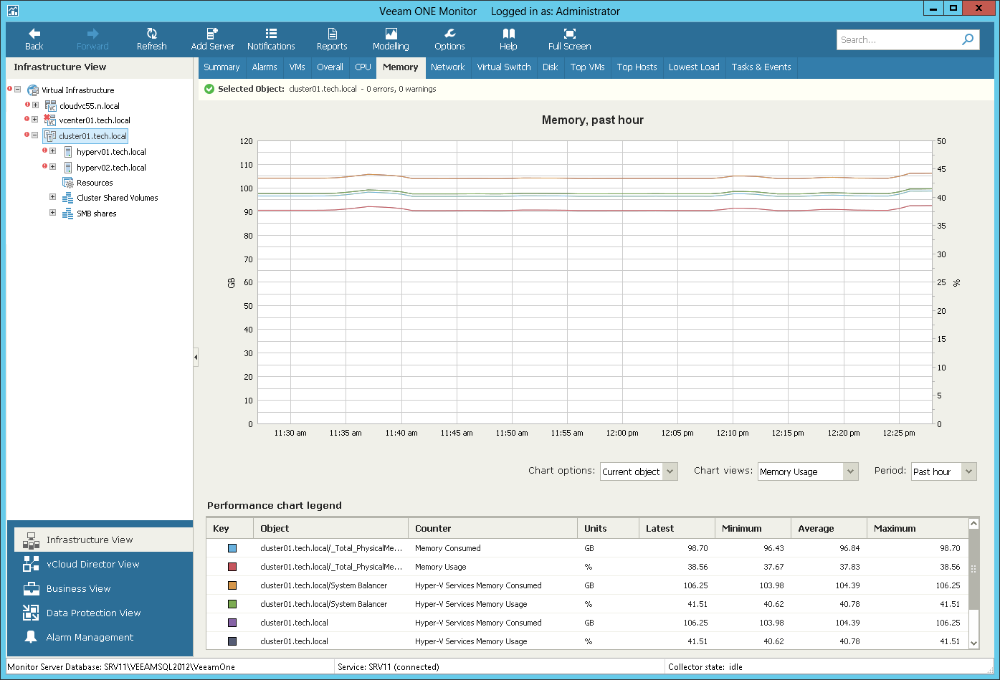 Veeam ONE Monitor Logged in as: Administrator
Back Forward Refresh Add Server Notifications Reports Modelling Options Help Full Screen Search...
Infrastructure View
Summary Alarms VMs Overall CPU Memory Network Virtual Switch Disk Top VMs Top Hosts Lowest Load Tasks & Events
Selected Object: cluster01.tech.local - 0 errors, 0 warnings
Virtual Infrastructure
cloudvc55.n.local
vcenter01.tech.local
cluster01.tech.local
hyperv01.tech.local
hyperv02.tech.local
Resources
Cluster Shared Volumes
SMB shares
Memory, past hour
120
110
100
90
80
70
60
50
40
30
20
10
0
GB
50
45
40
35
30
25
20
15
10
5
0
%
11:30 am 11:35 am 11:40 am 11:45 am 11:50 am 11:55 am 12:00 pm 12:05 pm 12:10 pm 12:15 pm 12:20 pm 12:25 pm
Chart options: Current object Chart views: Memory Usage Period: Past hour
Performance chart legend
Key Object Counter Units Latest Minimum Average Maximum
cluster01.tech.local/_Total_PhysicalMe... Memory Consumed GB 98.70 96.43 96.84 98.70
cluster01.tech.local/_Total_PhysicalMe... Memory Usage % 38.56 37.67 37.83 38.56
cluster01.tech.local/System Balancer Hyper-V Services Memory Consumed GB 106.25 103.98 104.39 106.25
cluster01.tech.local/System Balancer Hyper-V Services Memory Usage % 41.51 40.62 40.78 41.51
cluster01.tech.local Hyper-V Services Memory Consumed GB 106.25 103.98 104.39 106.25
cluster01.tech.local Hyper-V Services Memory Usage % 41.51 40.62 40.78 41.51
Infrastructure View
vCloud Director View
Business View
Data Protection View
Alarm Management
Monitor Server Database: SRV11\VEEAMSQL2012\VeeamOne Service: SRV11 (connected) Collector state: idle